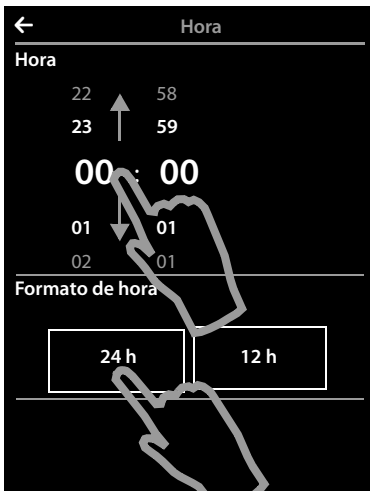 Hora
Hora
22 58
23 59
00 : 00
01 01
02 01
Formato de hora
24 h 12 h